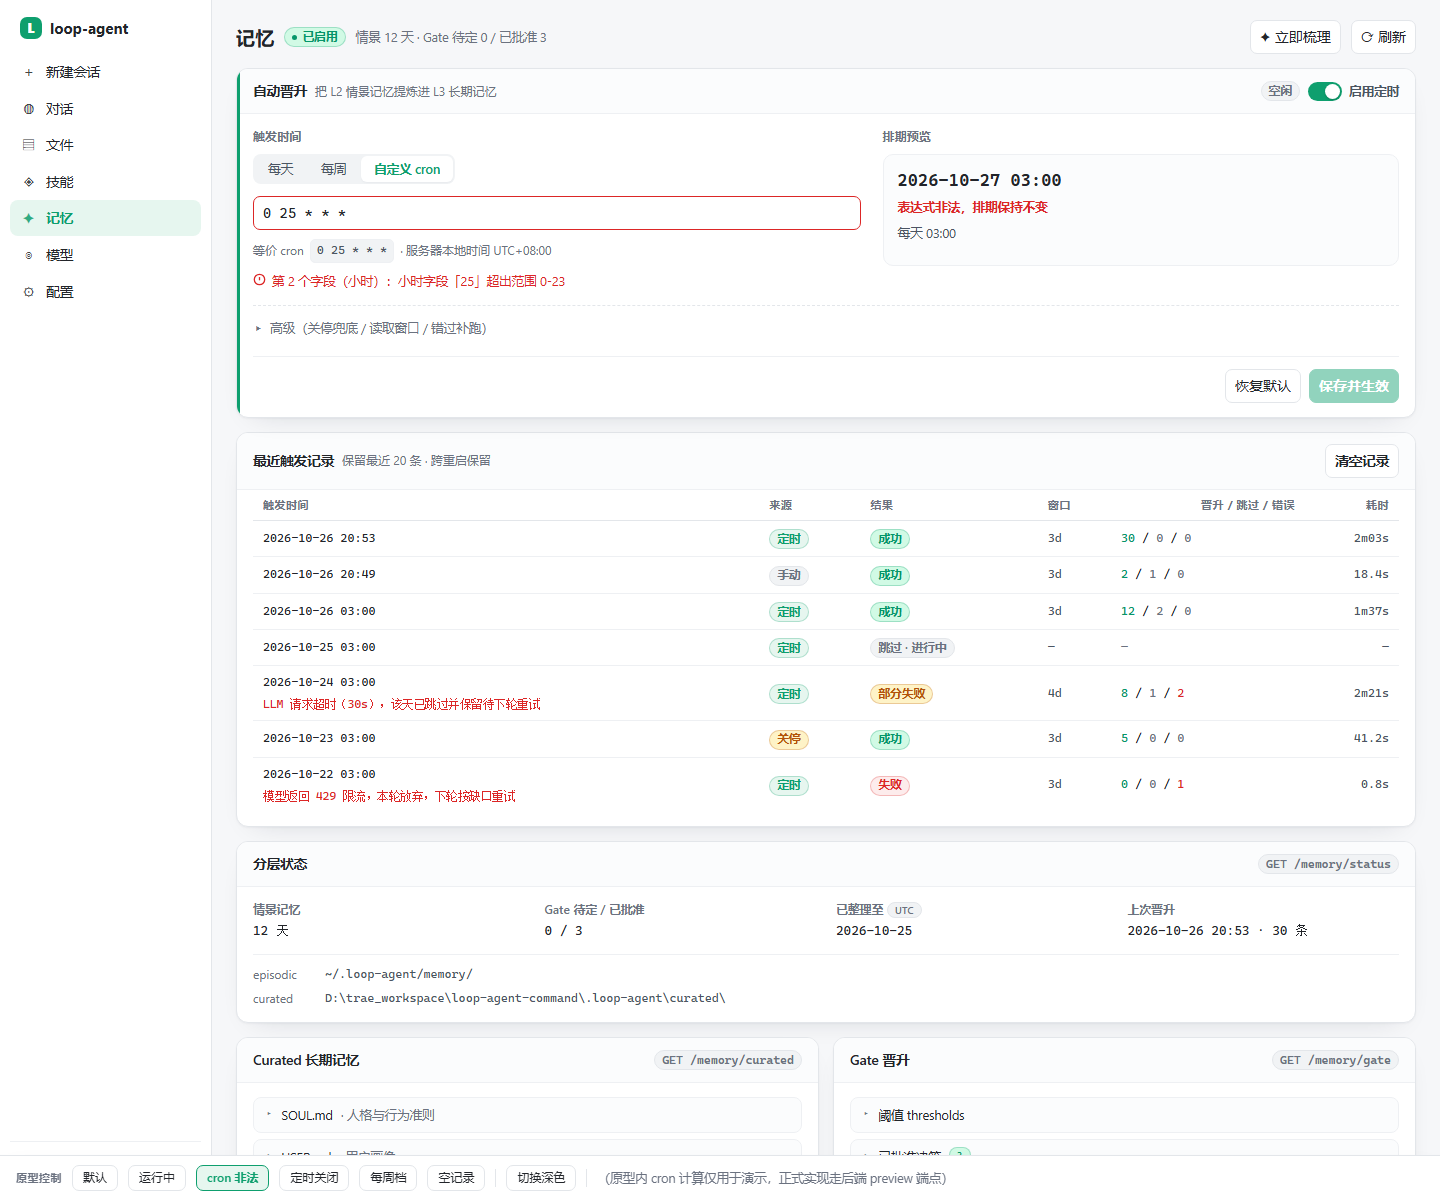 L loop-agent
+ 新建会话
对话
文件
技能
记忆
模型
配置
记忆 已启用 情景 12 天 · Gate 待定 0 / 已批准 3
立即梳理 刷新
自动晋升 把 L2 情景记忆提炼进 L3 长期记忆
空闲 启用定时
触发时间
每天 每周 自定义 cron
0 25 * * *
等价 cron 0 25 * * * · 服务器本地时间 UTC+08:00
第 2 个字段（小时）：小时字段「25」超出范围 0-23
排期预览
2026-10-27 03:00
表达式非法，排期保持不变
每天 03:00
高级（关停兜底 / 读取窗口 / 错过补跑）
恢复默认 保存并生效
最近触发记录 保留最近 20 条 · 跨重启保留
清空记录
触发时间 来源 结果 窗口 晋升 / 跳过 / 错误 耗时
2026-10-26 20:53 定时 成功 3d 30 / 0 / 0 2m03s
2026-10-26 20:49 手动 成功 3d 2 / 1 / 0 18.4s
2026-10-26 03:00 定时 成功 3d 12 / 2 / 0 1m37s
2026-10-25 03:00 定时 跳过 · 进行中 — — —
2026-10-24 03:00 定时 部分失败 4d 8 / 1 / 2 2m21s
LLM 请求超时（30s），该天已跳过并保留待下轮重试
2026-10-23 03:00 关停 成功 3d 5 / 0 / 0 41.2s
2026-10-22 03:00 定时 失败 3d 0 / 0 / 1 0.8s
模型返回 429 限流，本轮放弃，下轮按缺口重试
分层状态 GET /memory/status
情景记忆 Gate 待定 / 已批准 已整理至 UTC 上次晋升
12 天 0 / 3 2026-10-25 2026-10-26 20:53 · 30 条
episodic ~/.loop-agent/memory/
curated D:\trae_workspace\loop-agent-command\.loop-agent\curated\
Curated 长期记忆 GET /memory/curated
SOUL.md · 人格与行为准则
Gate 晋升 GET /memory/gate
阈值 thresholds
原型控制 默认 运行中 cron 非法 定时关闭 每周档 空记录 切换深色 (原型内 cron 计算仅用于演示，正式实现走后端 preview 端点)